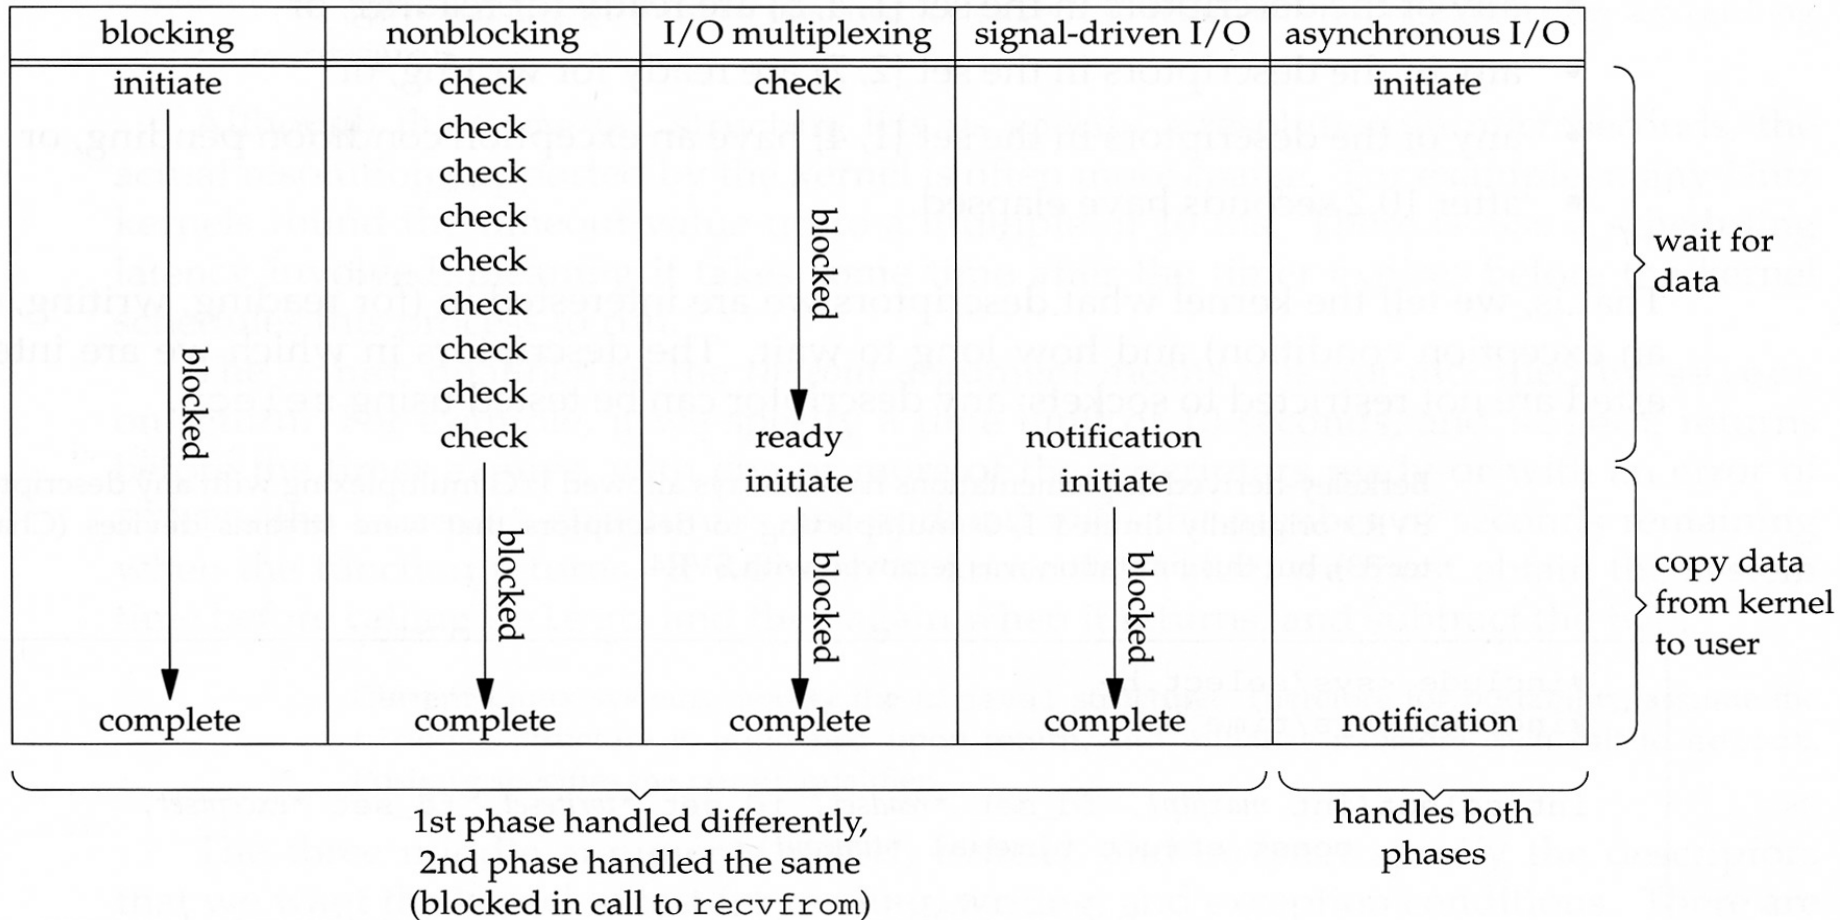 blocking
nonblocking
I/O multiplexing
signal-driven I/O
asynchronous I/O
initiate
blocked
complete
check
check
check
check
check
check
check
check
check
blocked
complete
check
blocked
ready
initiate
blocked
complete
notification
initiate
blocked
complete
initiate
notification
wait for
data
copy data
from kernel
to user
1st phase handled differently,
2nd phase handled the same
(blocked in call to recvfrom)
handles both
phases